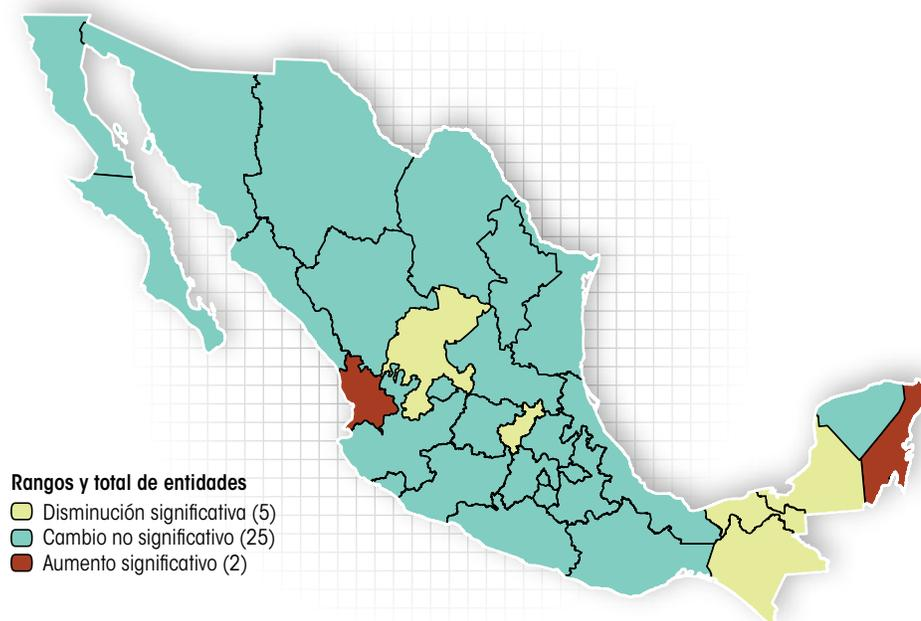 Rangos y total de entidades
Disminución significativa (5)
Cambio no significativo (25)
Aumento significativo (2)